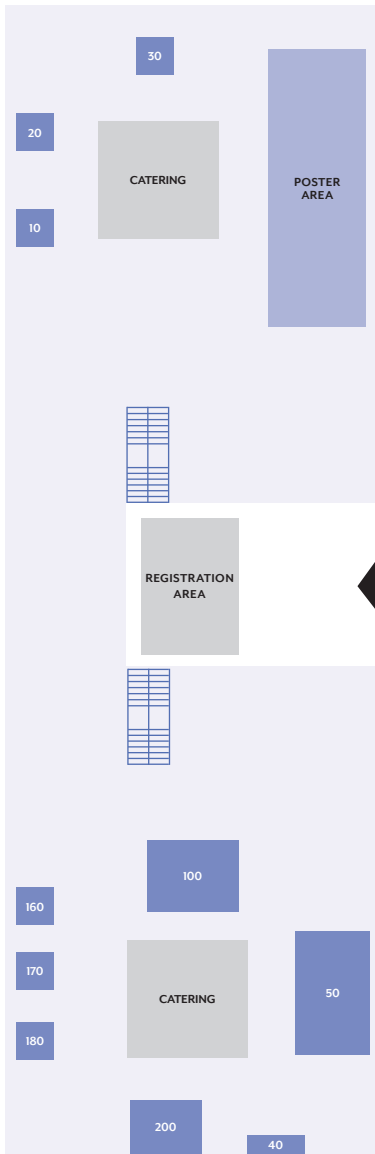 30
20
CATERING
POSTER
AREA
10
REGISTRATION
AREA
100
160
170
50
CATERING
180
200
40